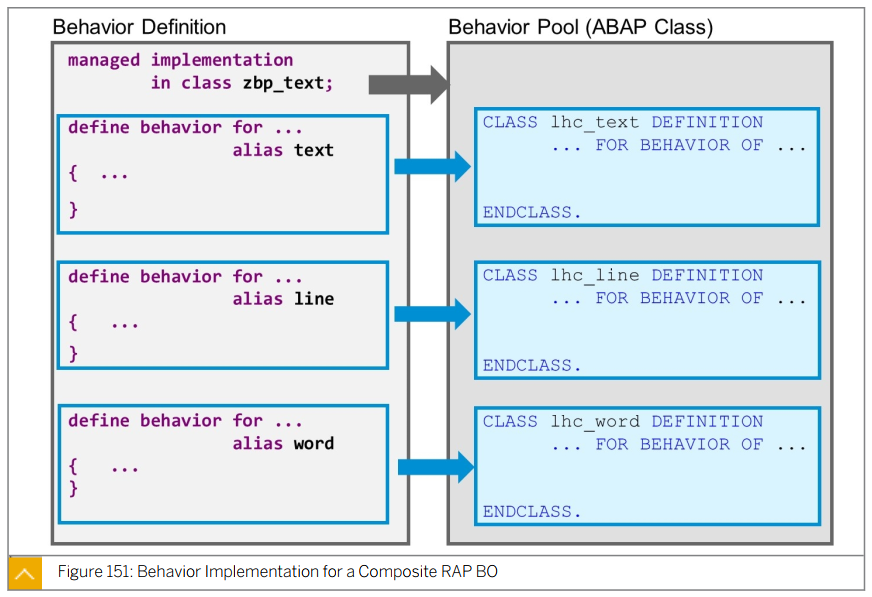 Behavior Definition
Behavior Pool (ABAP Class)
managed implementation
in class zbp_text;
define behavior for ...
alias text
{ ...
}
define behavior for ...
alias line
{ ...
}
define behavior for ...
alias word
{ ...
}
CLASS lhc_text DEFINITION
... FOR BEHAVIOR OF ...
ENDCLASS.
CLASS lhc_line DEFINITION
... FOR BEHAVIOR OF ...
ENDCLASS.
CLASS lhc_word DEFINITION
... FOR BEHAVIOR OF ...
ENDCLASS.
Figure 151: Behavior Implementation for a Composite RAP BO